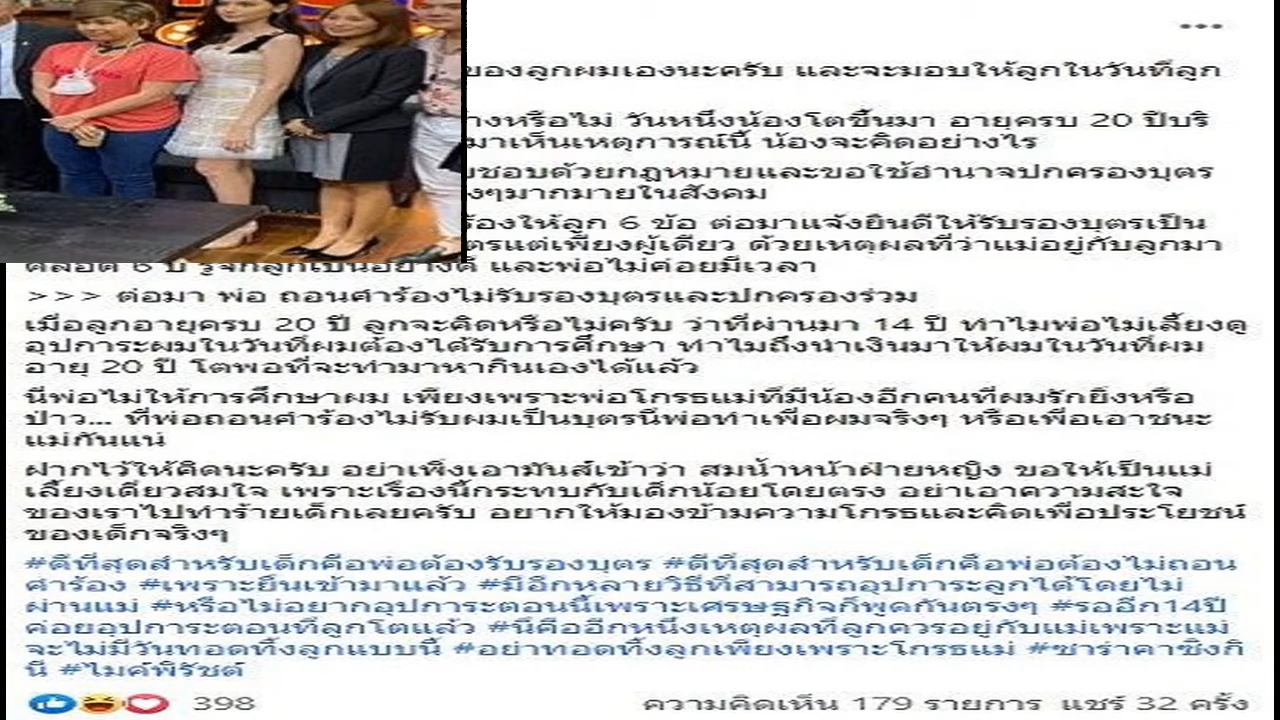 ของลูกผมเองนะครับ และจะมอบให้ลูกในวันที่ลูก
างหรือไม่ วันหนึ่งน้องโตขึ้นมา อายุครบ 20 ปีบริ
มาเห็นเหตุการณ์นี้ น้องจะคิดอย่างไร
บชอบด้วยกฎหมายและขอใช้อำนาจปกครองบุตร
งๆมากมายในสังคม
ร้องให้ลูก 6 ข้อ ต่อมาแจ้งยินดีให้รับรองบุตรเป็น
ตรแต่เพียงผู้เดียว ด้วยเหตุผลที่ว่าแม่อยู่กับลูกมา
ตลอด 6 ปี รู้จักลูกเป็นอย่างดี และพ่อไม่ค่อยมีเวลา
>>> ต่อมา พ่อ ถอนคำร้องไม่รับรองบุตรและปกครองร่วม
เมื่อลูกอายุครบ 20 ปี ลูกจะคิดหรือไม่ครับ ว่าที่ผ่านมา 14 ปี ทำไมพ่อไม่เลี้ยงดู
อุปการะผมในวันที่ผมต้องได้รับการศึกษา ทำไมถึงนำเงินมาให้ผมในวันที่ผม
อายุ 20 ปี โตพอที่จะทำมาหากินเองได้แล้ว
นี่พ่อไม่ให้การศึกษาผม เพียงเพราะพ่อโกรธแม่ที่มีน้องอีกคนที่ผมรักยิ่งหรือ
ป่าว... ที่พ่อถอนคำร้องไม่รับผมเป็นบุตรนี่พ่อทำเพื่อผมจริงๆ หรือเพื่อเอาชนะ
แม่กันแน่
ฝากไว้ให้คิดนะครับ อย่าเพิ่งเอามันส์เข้าว่า สมน้ำหน้าฝ่ายหญิง ขอให้เป็นแม่
เลี้ยงเดี่ยวสมใจ เพราะเรื่องนี้กระทบกับเด็กน้อยโดยตรง อย่าเอาความสะใจ
ของเราไปทำร้ายเด็กเลยครับ อยากให้มองข้ามความโกรธและคิดเพื่อประโยชน์
ของเด็กจริงๆ
#ดีที่สุดสำหรับเด็กคือพ่อต้องรับรองบุตร #ดีที่สุดสำหรับเด็กคือพ่อต้องไม่ถอน
คำร้อง #เพราะยื่นเข้ามาแล้ว #มีอีกหลายวิธีที่สามารถอุปการะลูกได้โดยไม่
ผ่านแม่ #หรือไม่อยากอุปการะตอนนี้เพราะเศรษฐกิจก็พูดกันตรงๆ #รออีก14ปี
ค่อยอุปการะตอนที่ลูกโตแล้ว #นี่คืออีกหนึ่งเหตุผลที่ลูกควรอยู่กับแม่เพราะแม่
จะไม่มีวันทอดทิ้งลูกแบบนี้ #อย่าทอดทิ้งลูกเพียงเพราะโกรธแม่ #ซาร่าคาซิงกิ
นี #ไมค์พิรัชต์
398
ความคิดเห็น 179 รายการ แชร์ 32 ครั้ง